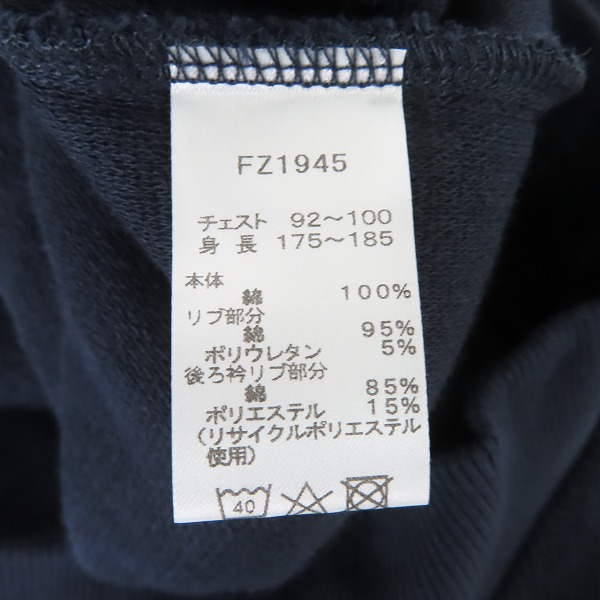 FZ1945
チェスト 92～100
身長 175～185
本体
綿 100%
リブ部分
綿 95%
ポリウレタン 5%
後ろ衿リブ部分
綿 85%
ポリエステル 15%
(リサイクルポリエステル
使用)
40